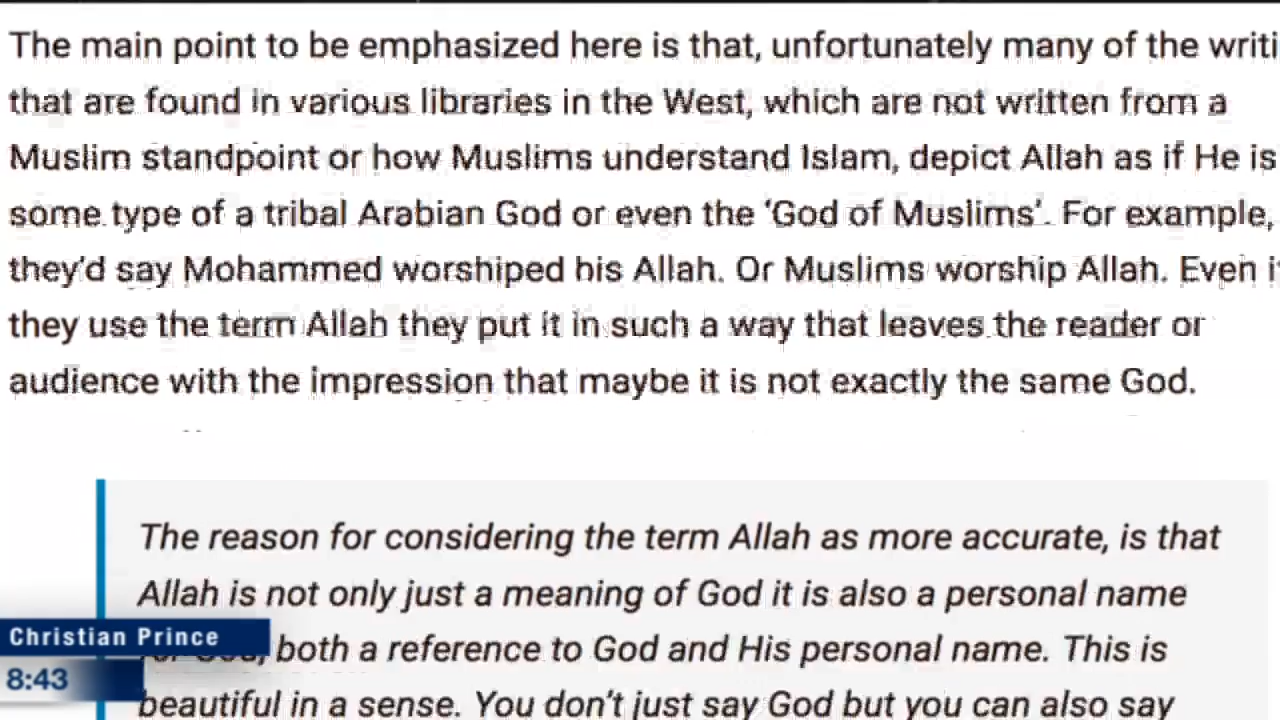 The main point to be emphasized here is that, unfortunately many of the writi
that are found in various libraries in the West, which are not written from a
Muslim standpoint or how Muslims understand Islam, depict Allah as if He is
some type of a tribal Arabian God or even the ‘God of Muslims’. For example,
they’d say Mohammed worshiped his Allah. Or Muslims worship Allah. Even i
they use the term Allah they put it in such a way that leaves the reader or
audience with the impression that maybe it is not exactly the same God.
The reason for considering the term Allah as more accurate, is that
Allah is not only just a meaning of God it is also a personal name
both a reference to God and His personal name. This is
beautiful in a sense. You don’t just say God but you can also say
Christian Prince
8:43